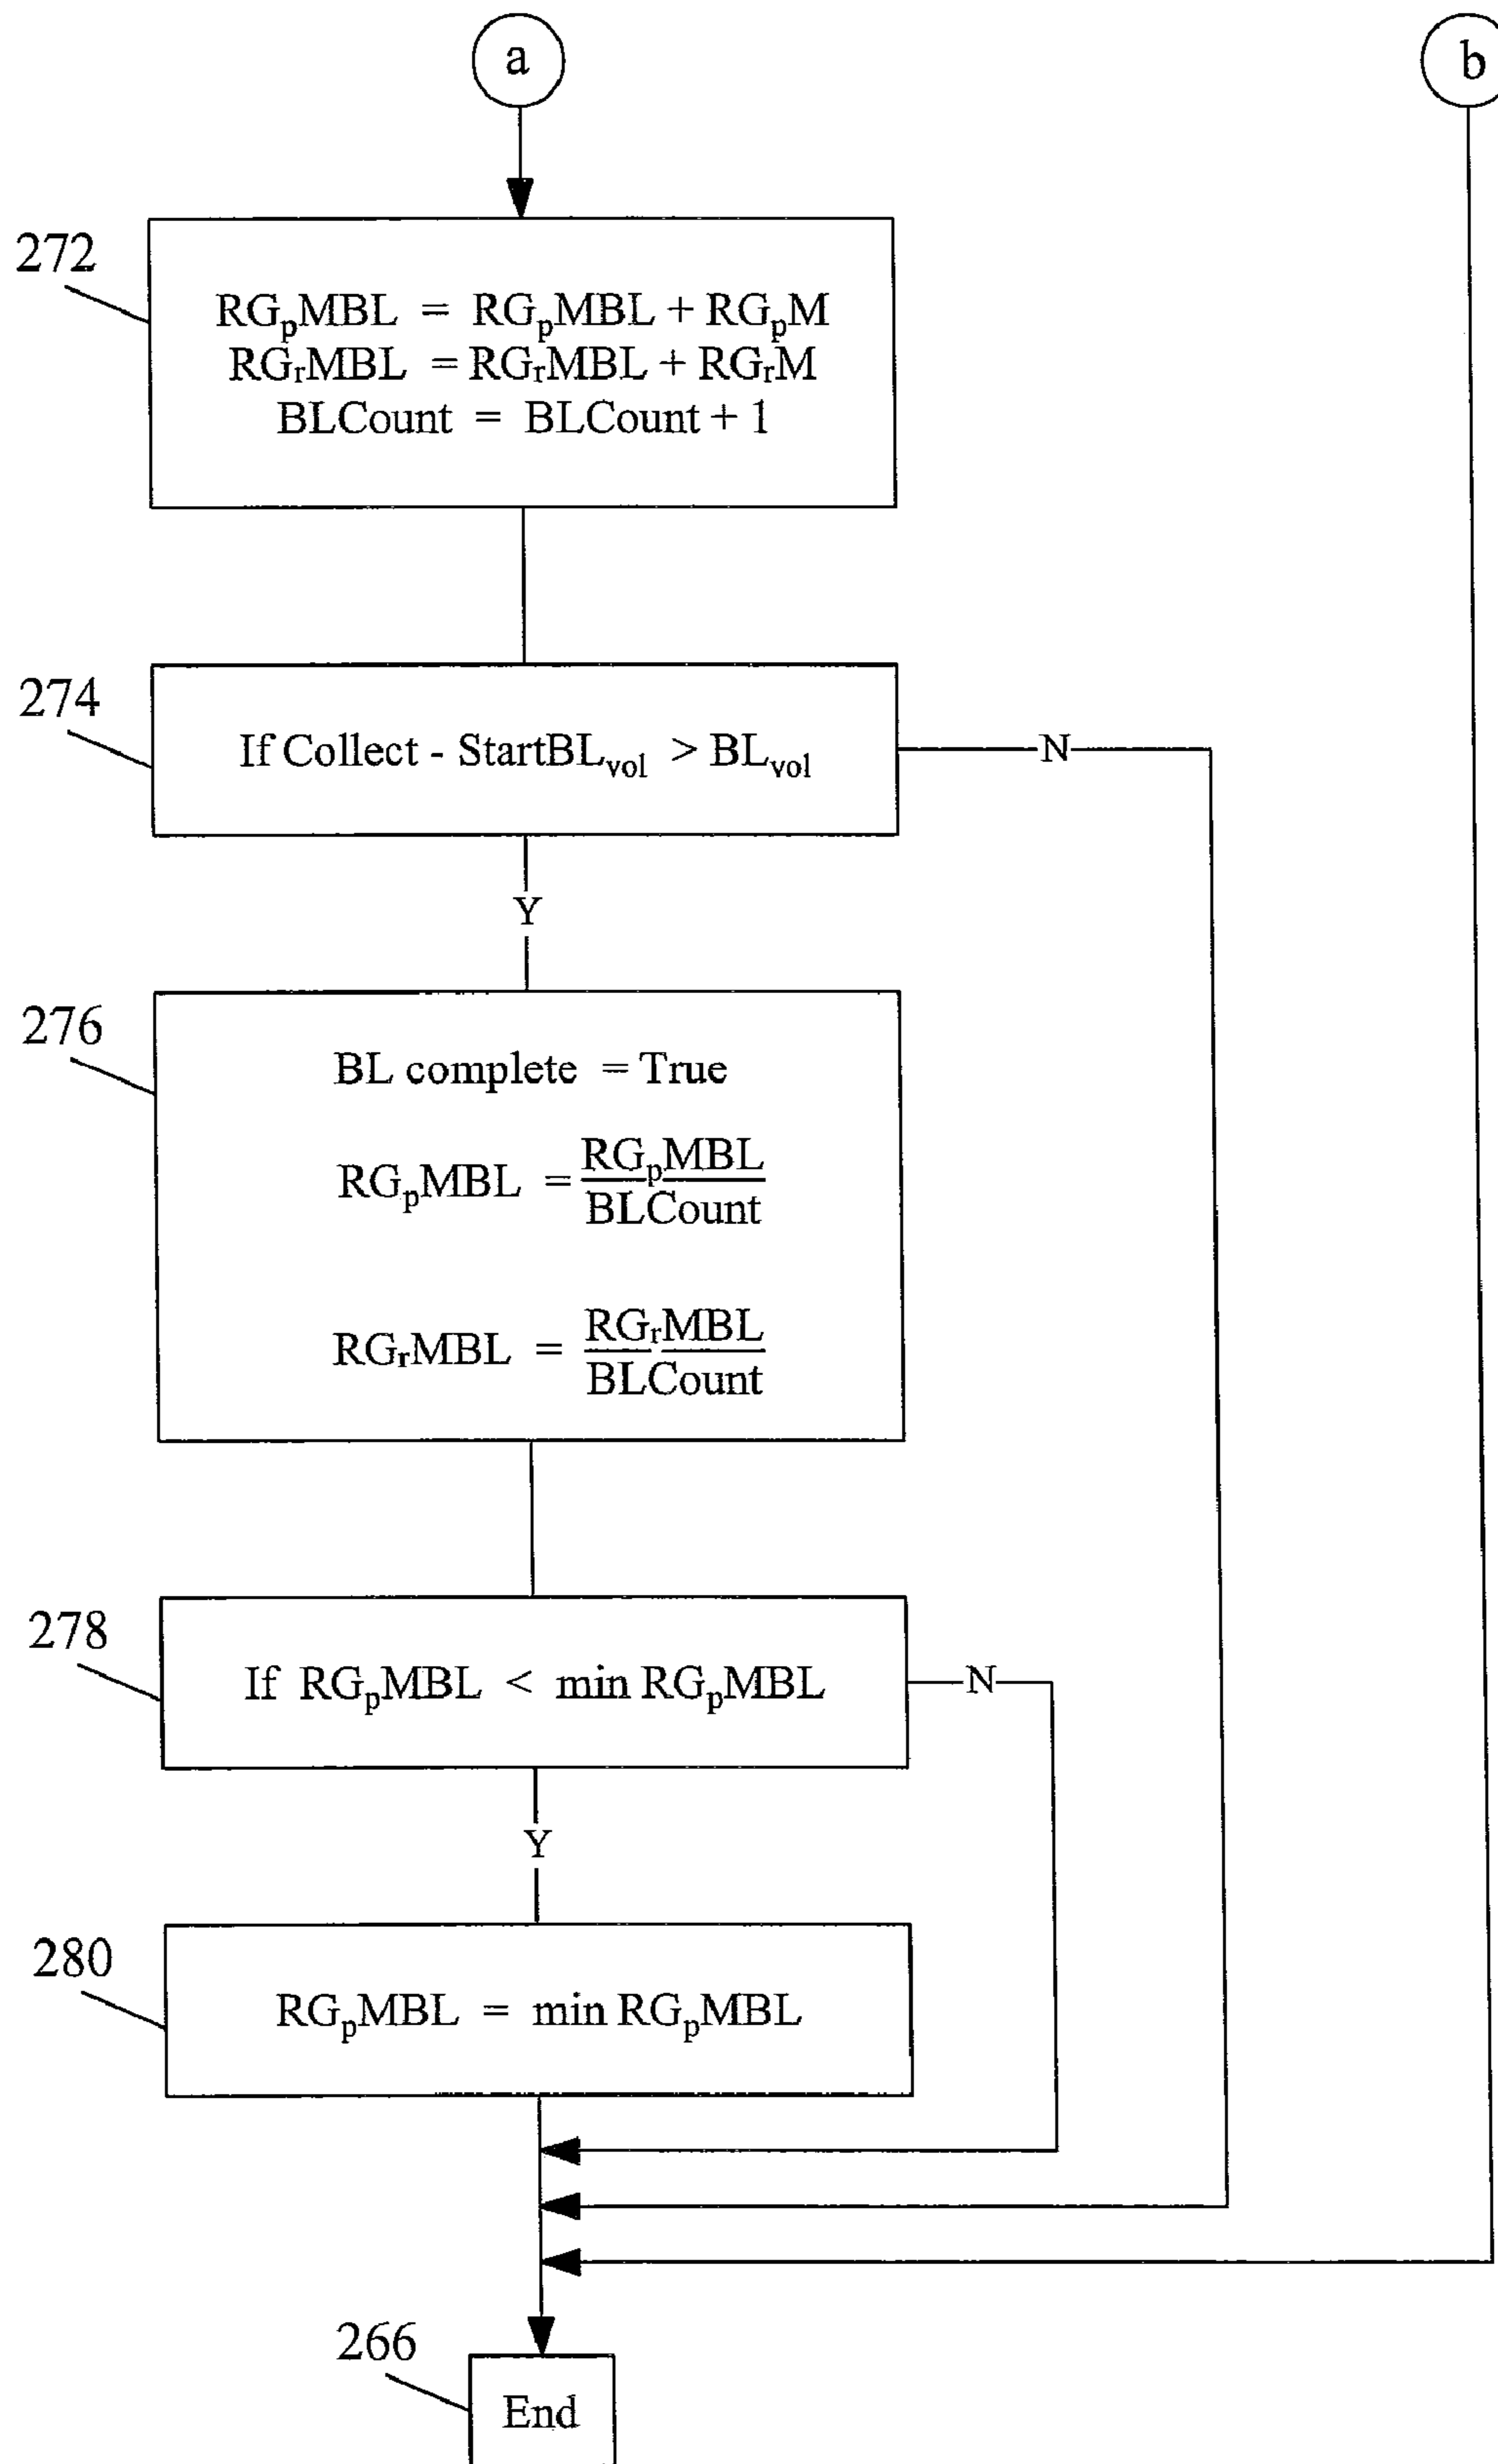 a
b
272
RGpMBL = RGpMBL + RGpM
RGrMBL = RGrMBL + RGrM
BLCount = BLCount + 1
274
If Collect - StartBLvol > BLvol
N
Y
276
BL complete = True
RGpMBL = RGpMBL
BLCount
RGrMBL = RGrMBL
BLCount
278
If RGpMBL < min RGpMBL
N
Y
280
RGpMBL = min RGpMBL
266
End